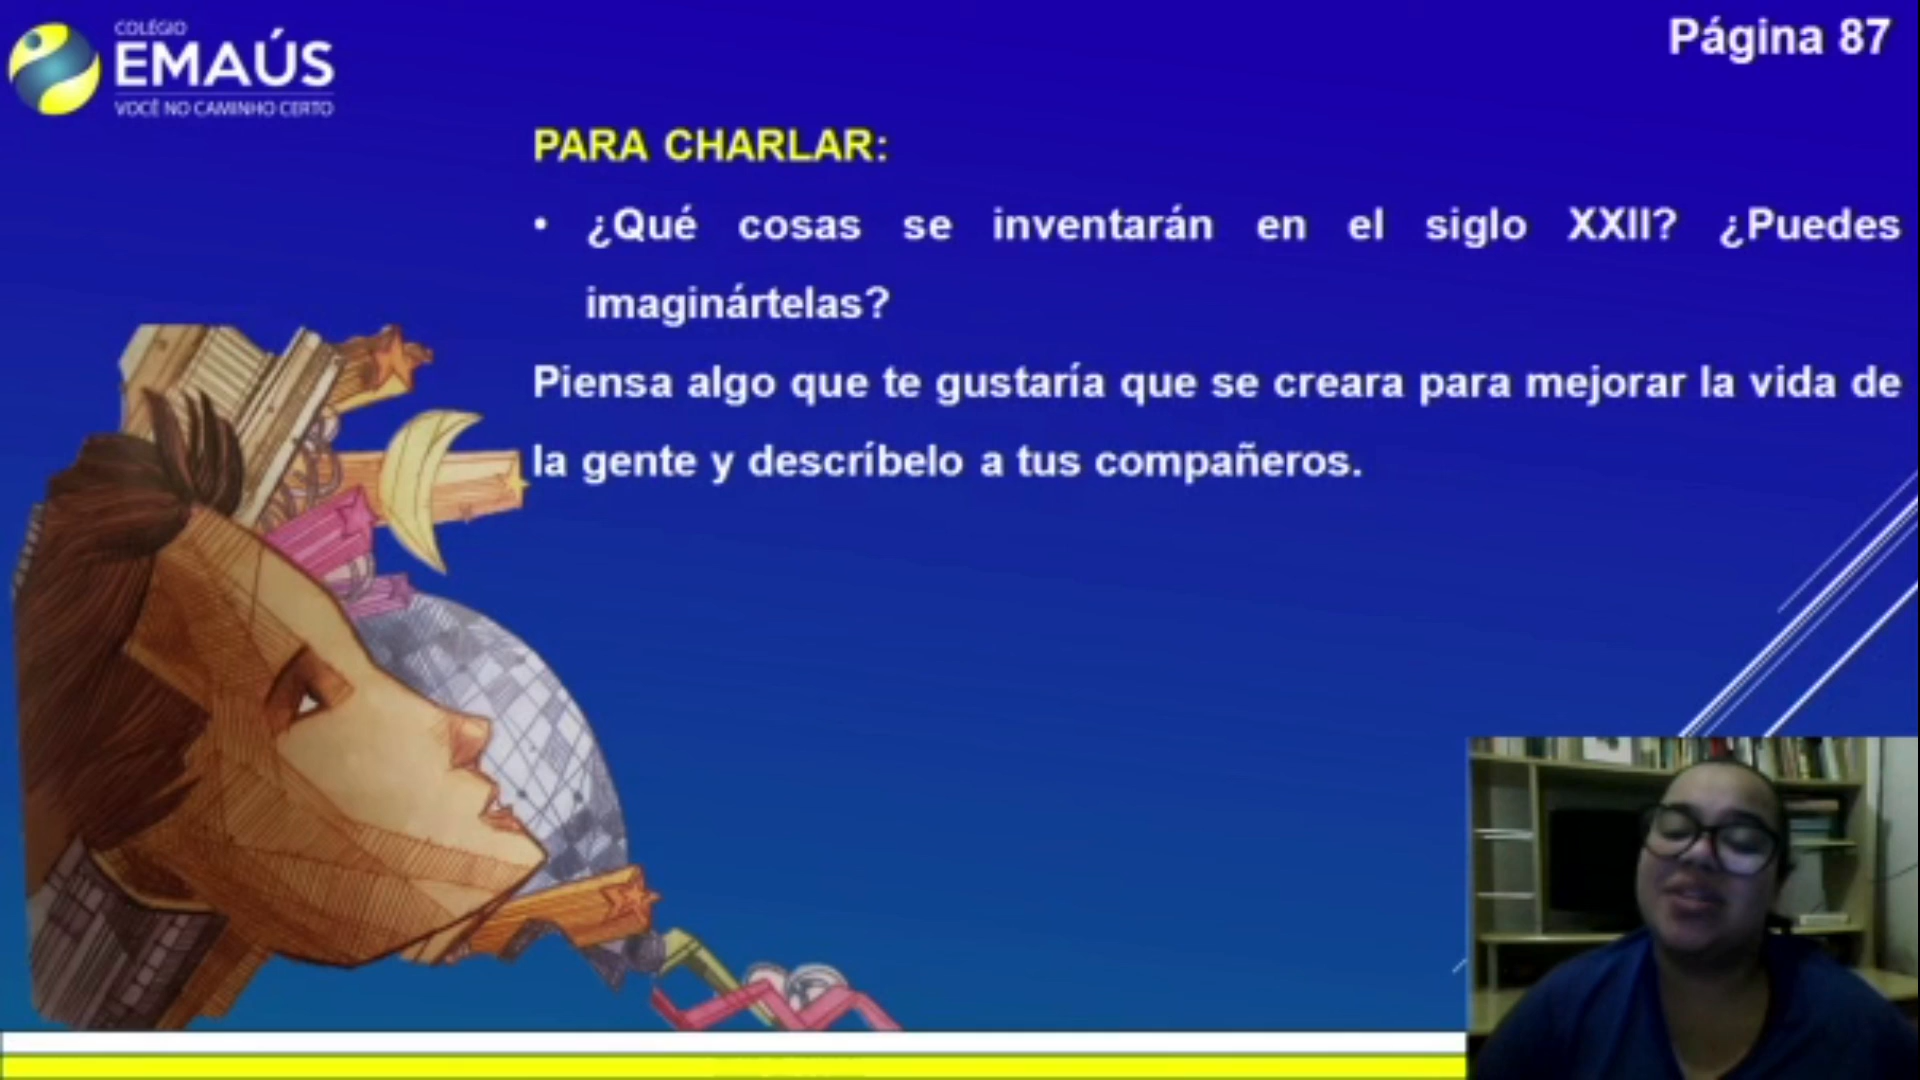 COLÉGIO
EMAÚS
VOCÊ NO CAMINHO CERTO
Página 87
PARA CHARLAR:
• ¿Qué cosas se inventarán en el siglo XXII? ¿Puedes
imaginártelas?
Piensa algo que te gustaría que se creara para mejorar la vida de
la gente y descríbelo a tus compañeros.